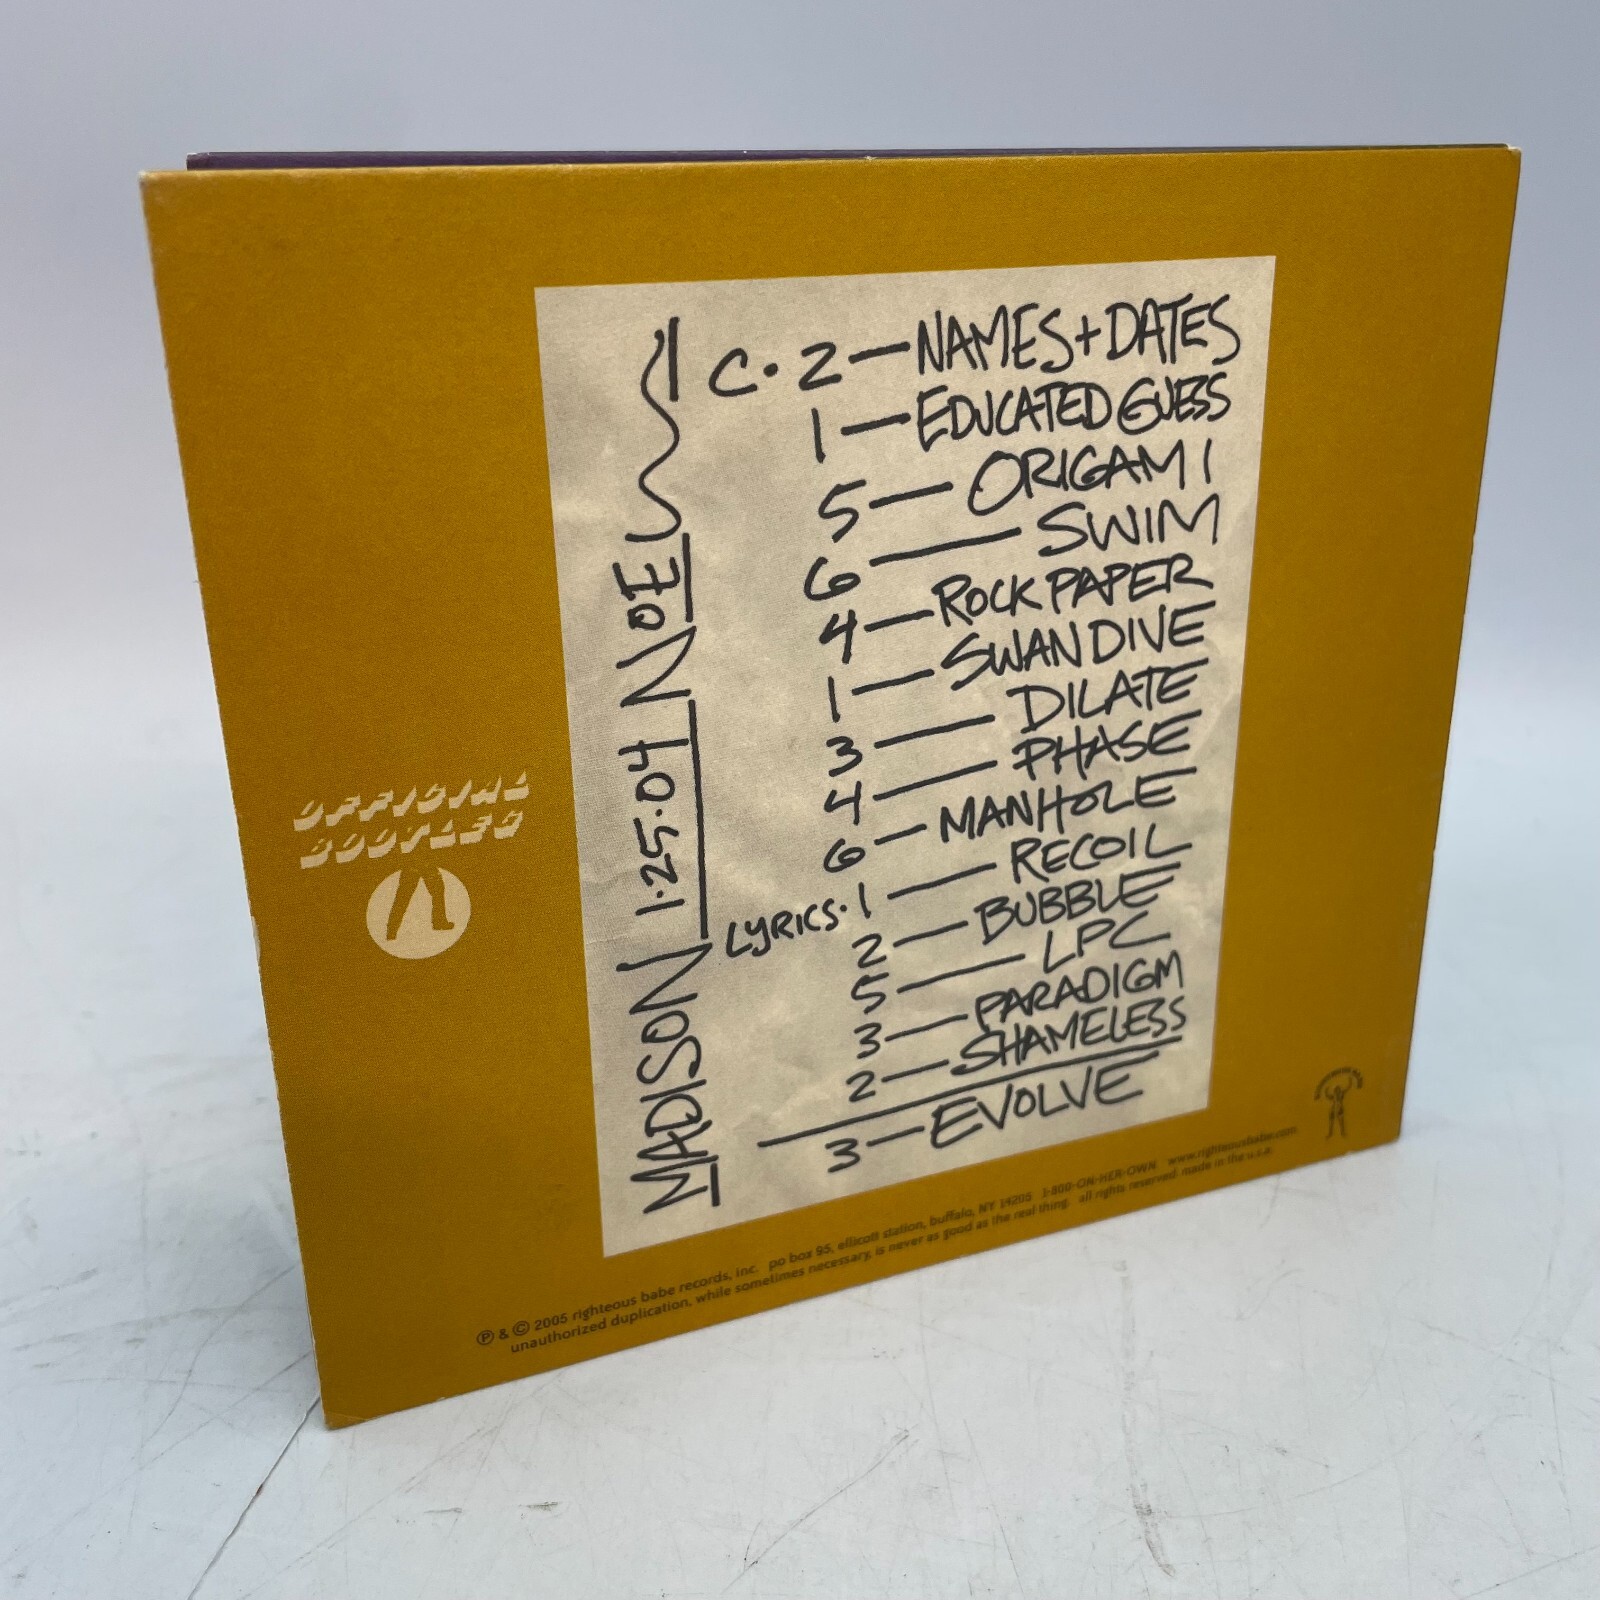 C. 2 — NAMES + DATES
1 — EDUCATED GUESS
5 — ORIGAMI
6 — SWIM
4 — ROCK PAPER
1 — SWANDIVE
3 — DILATE
4 — PHASE
6 — MANHOLE
LYRICS. 1 — RECOIL
2 — BUBBLE
5 — LPC
3 — PARADIGM
2 — SHAMELESS
3 — EVOLVE
MADISON 1.25.04 NOE
OFFICIAL
BOOTLEG
℗ & © 2005 righteous babe records, inc. po box 95, ellicott station, buffalo, NY 14205 1-800-ON-HER-OWN www.righteousbabe.com
unauthorized duplication, while sometimes necessary, is never as good as the real thing. all rights reserved. made in the u.s.a.